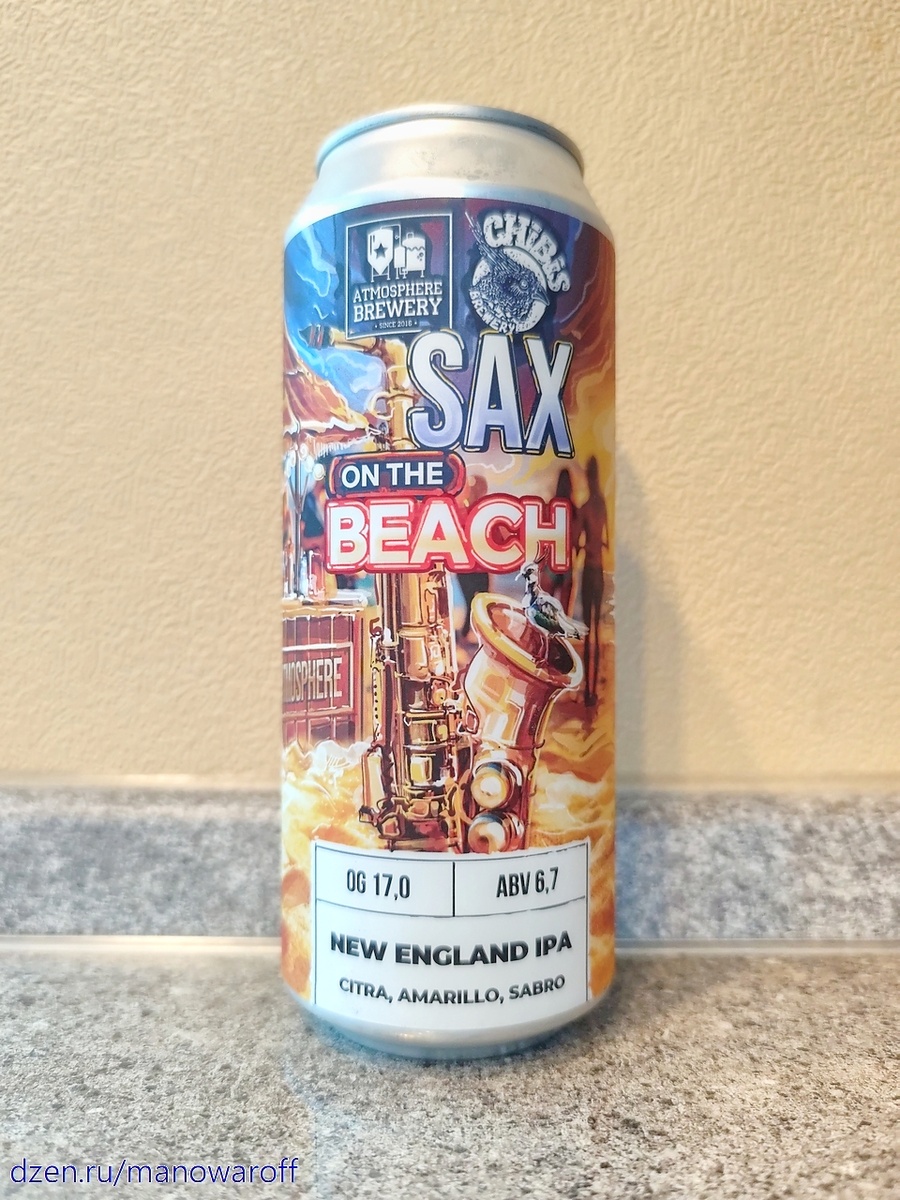 ATMOSPHERE
BREWERY
• SINCE 2016 •
CHIBIS
BREWERY
SAX
ON THE
BEACH
MOSPHERE
OG 17,0
ABV 6,7
NEW ENGLAND IPA
CITRA, AMARILLO, SABRO
dzen.ru/manowaroff